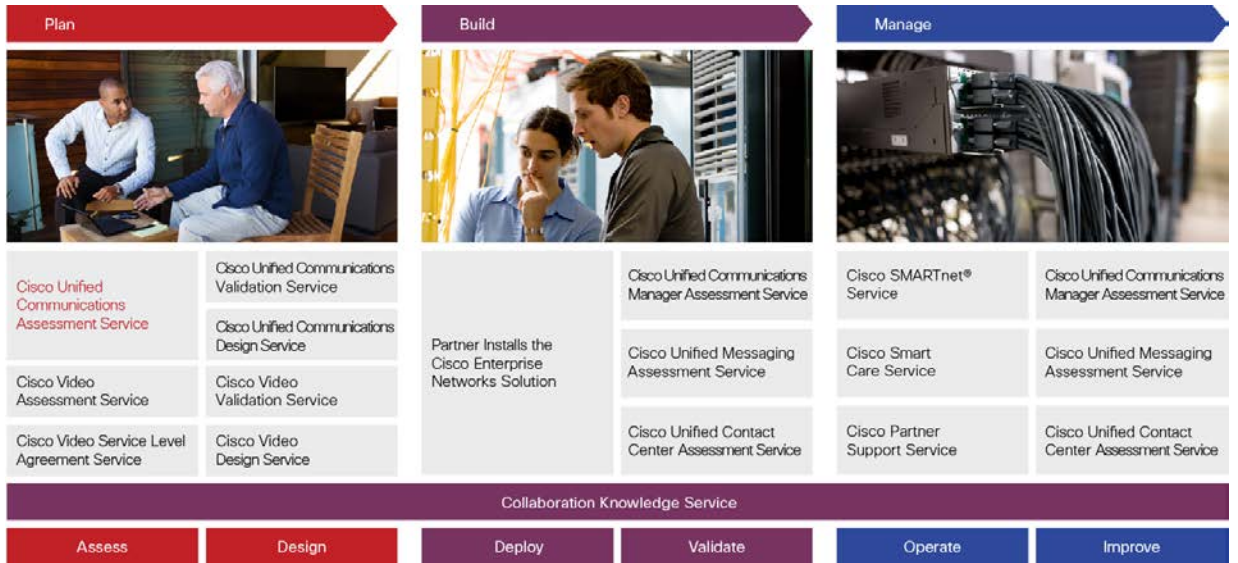 Plan
Build
Manage
Cisco Unified
Communications
Assessment Service
Cisco Unified Communications
Validation Service
Cisco Unified Communications
Design Service
Cisco Video
Assessment Service
Cisco Video
Validation Service
Cisco Video Service Level
Agreement Service
Cisco Video
Design Service
Partner Installs the
Cisco Enterprise
Networks Solution
Cisco Unified Communications
Manager Assessment Service
Cisco Unified Messaging
Assessment Service
Cisco Unified Contact
Center Assessment Service
Cisco SMARTnet®
Service
Cisco Unified Communications
Manager Assessment Service
Cisco Smart
Care Service
Cisco Unified Messaging
Assessment Service
Cisco Partner
Support Service
Cisco Unified Contact
Center Assessment Service
Collaboration Knowledge Service
Assess
Design
Deploy
Validate
Operate
Improve